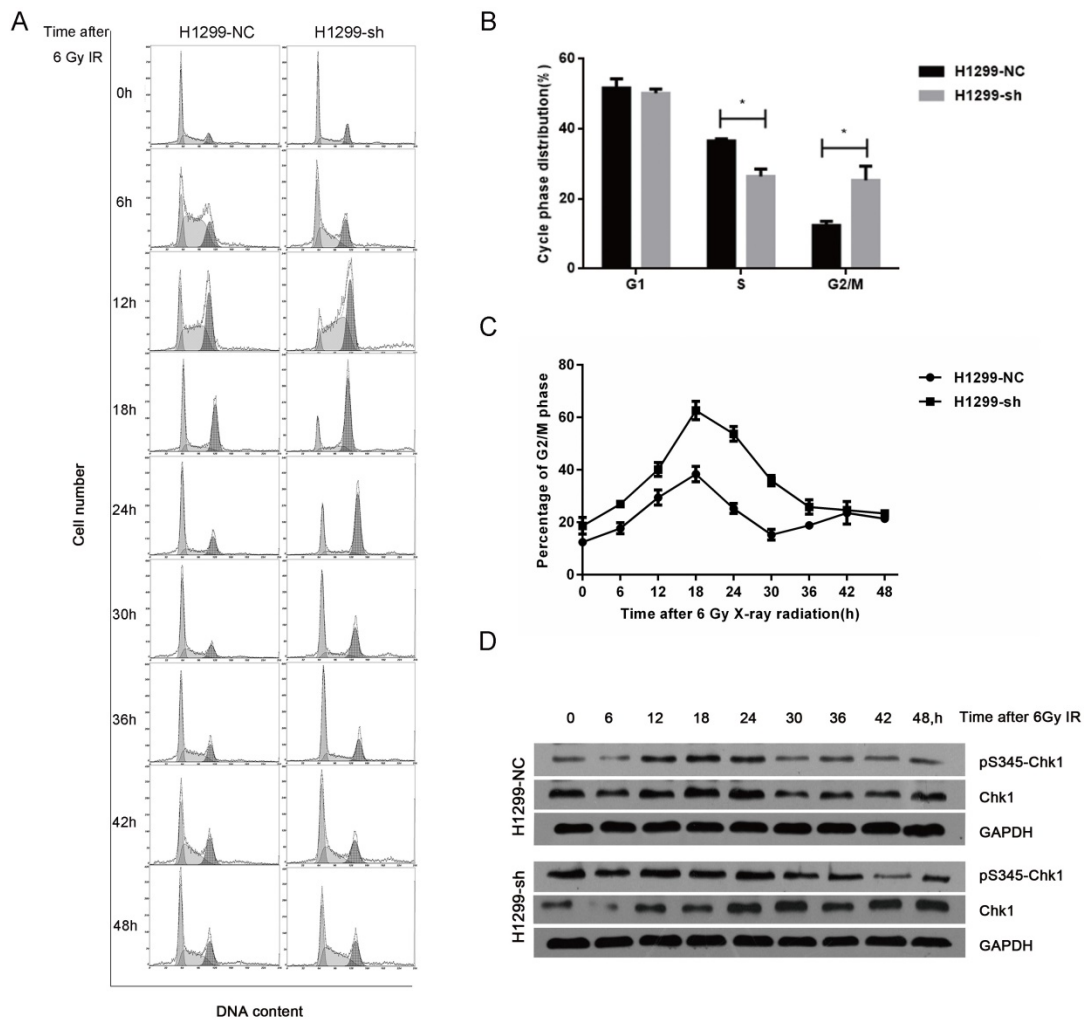 A
Time after
6 Gy IR
H1299-NC
H1299-sh
0h
6h
12h
18h
24h
30h
36h
42h
48h
Cell number
DNA content
B
Cycle phase distribution(%)
60
40
20
0
* *
G1 S G2/M
H1299-NC
H1299-sh
C
Percentage of G2/M phase
80
60
40
20
0
0 6 12 18 24 30 36 42 48
Time after 6 Gy X-ray radiation(h)
H1299-NC
H1299-sh
D
0 6 12 18 24 30 36 42 48,h Time after 6Gy IR
H1299-NC
pS345-Chk1
Chk1
GAPDH
H1299-sh
pS345-Chk1
Chk1
GAPDH